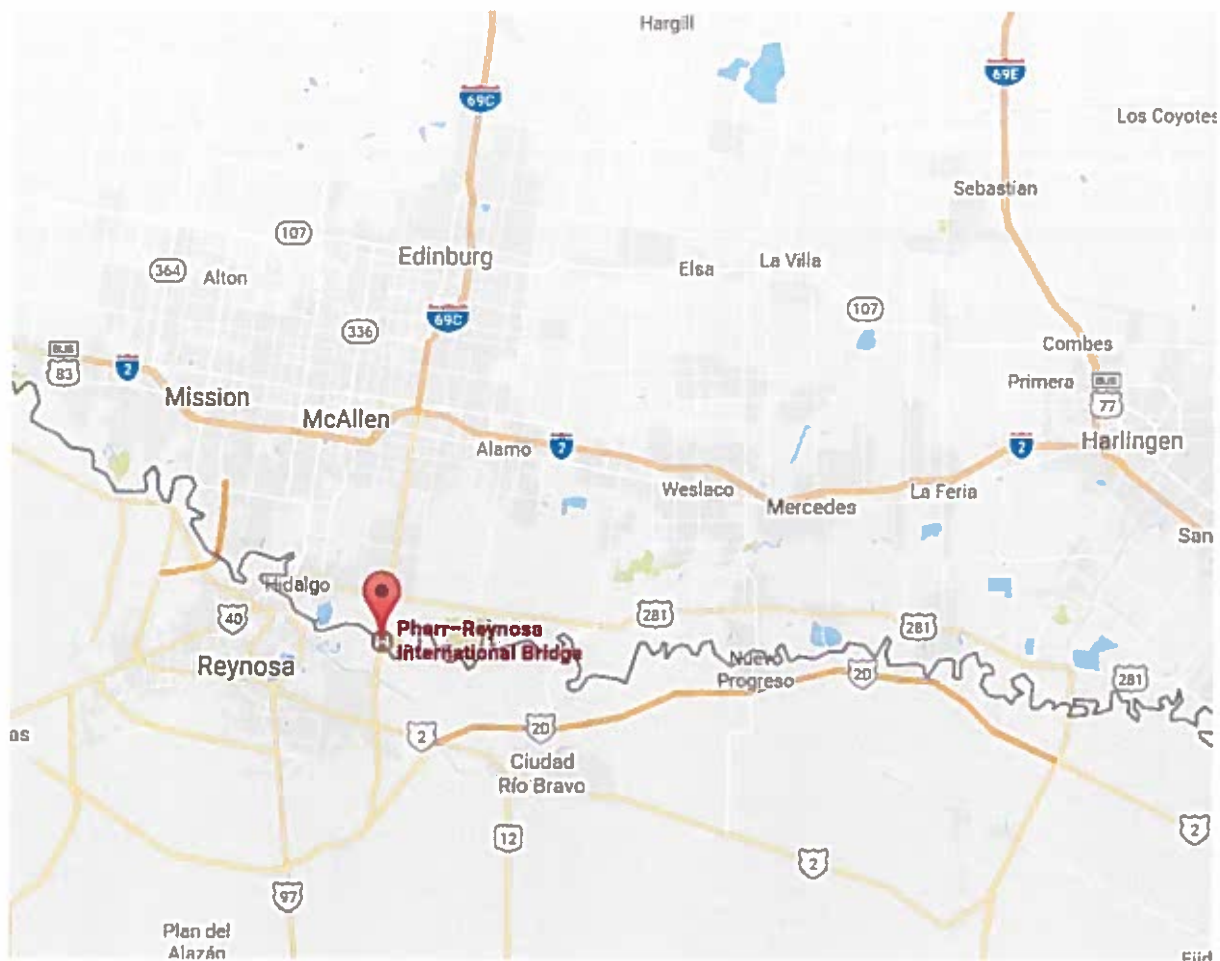 Hargill
69C
69E
Los Coyotes
Sebastian
107
Edinburg
364
Alton
Elsa
La Villa
69C
107
336
Combes
BUS
83
2
Mission
McAllen
Primera
BUS
77
Alamo
2
2
Harlingen
Weslaco
Mercedes
La Feria
San
Hidalgo
40
281
281
Pharr-Reynosa
International Bridge
Reynosa
Nuevo
Progreso
20
281
as
2
20
Ciudad
Río Bravo
12
2
2
97
Plan del
Alazán
Ejid